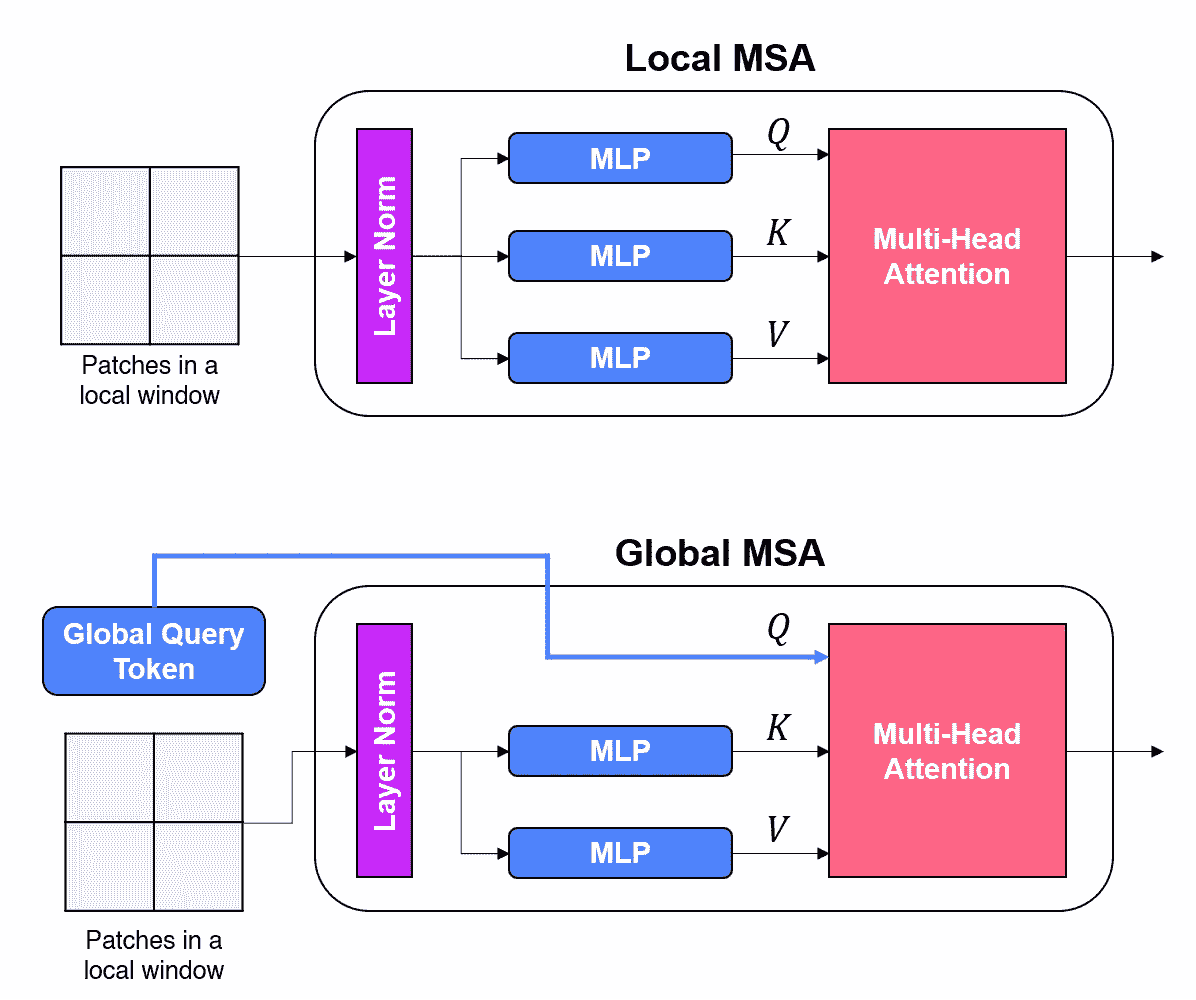 Local MSA
Layer Norm
MLP
Q
MLP
K
MLP
V
Multi-Head
Attention
Patches in a
local window
Global MSA
Global Query
Token
Layer Norm
Q
MLP
K
MLP
V
Multi-Head
Attention
Patches in a
local window